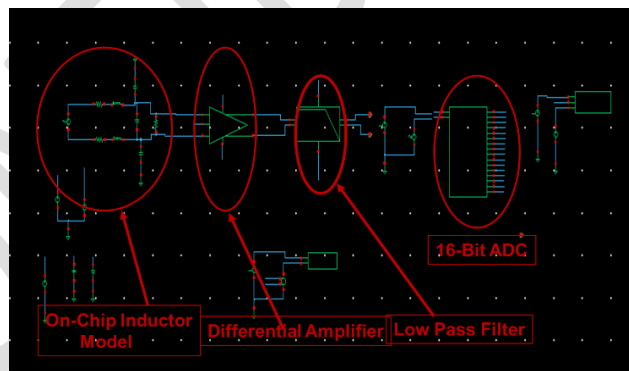 16-Bit ADC
On-Chip Inductor
Model
Differential Amplifier
Low Pass Filter